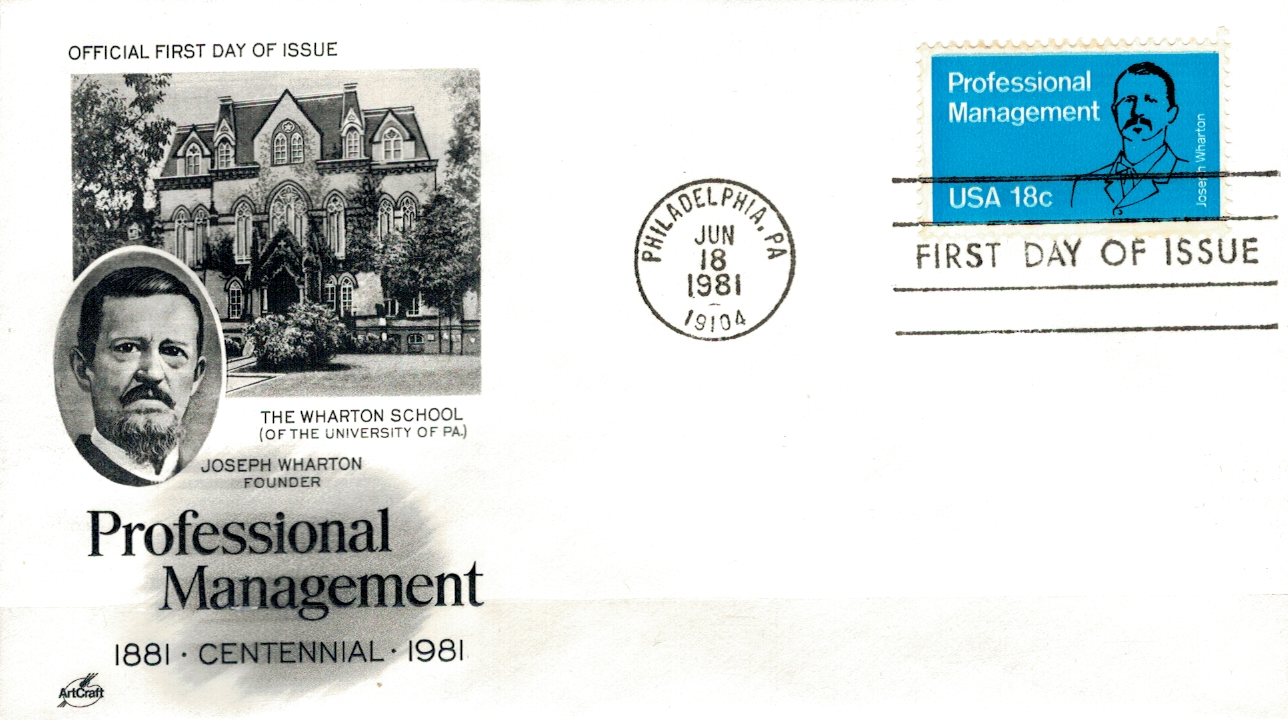 OFFICIAL FIRST DAY OF ISSUE
THE WHARTON SCHOOL
(OF THE UNIVERSITY OF PA.)
JOSEPH WHARTON
FOUNDER
Professional
Management
1881 · CENTENNIAL · 1981
ArtCraft
PHILADELPHIA, PA
JUN
18
1981
19104
Professional
Management
USA 18c
Joseph Wharton
FIRST DAY OF ISSUE